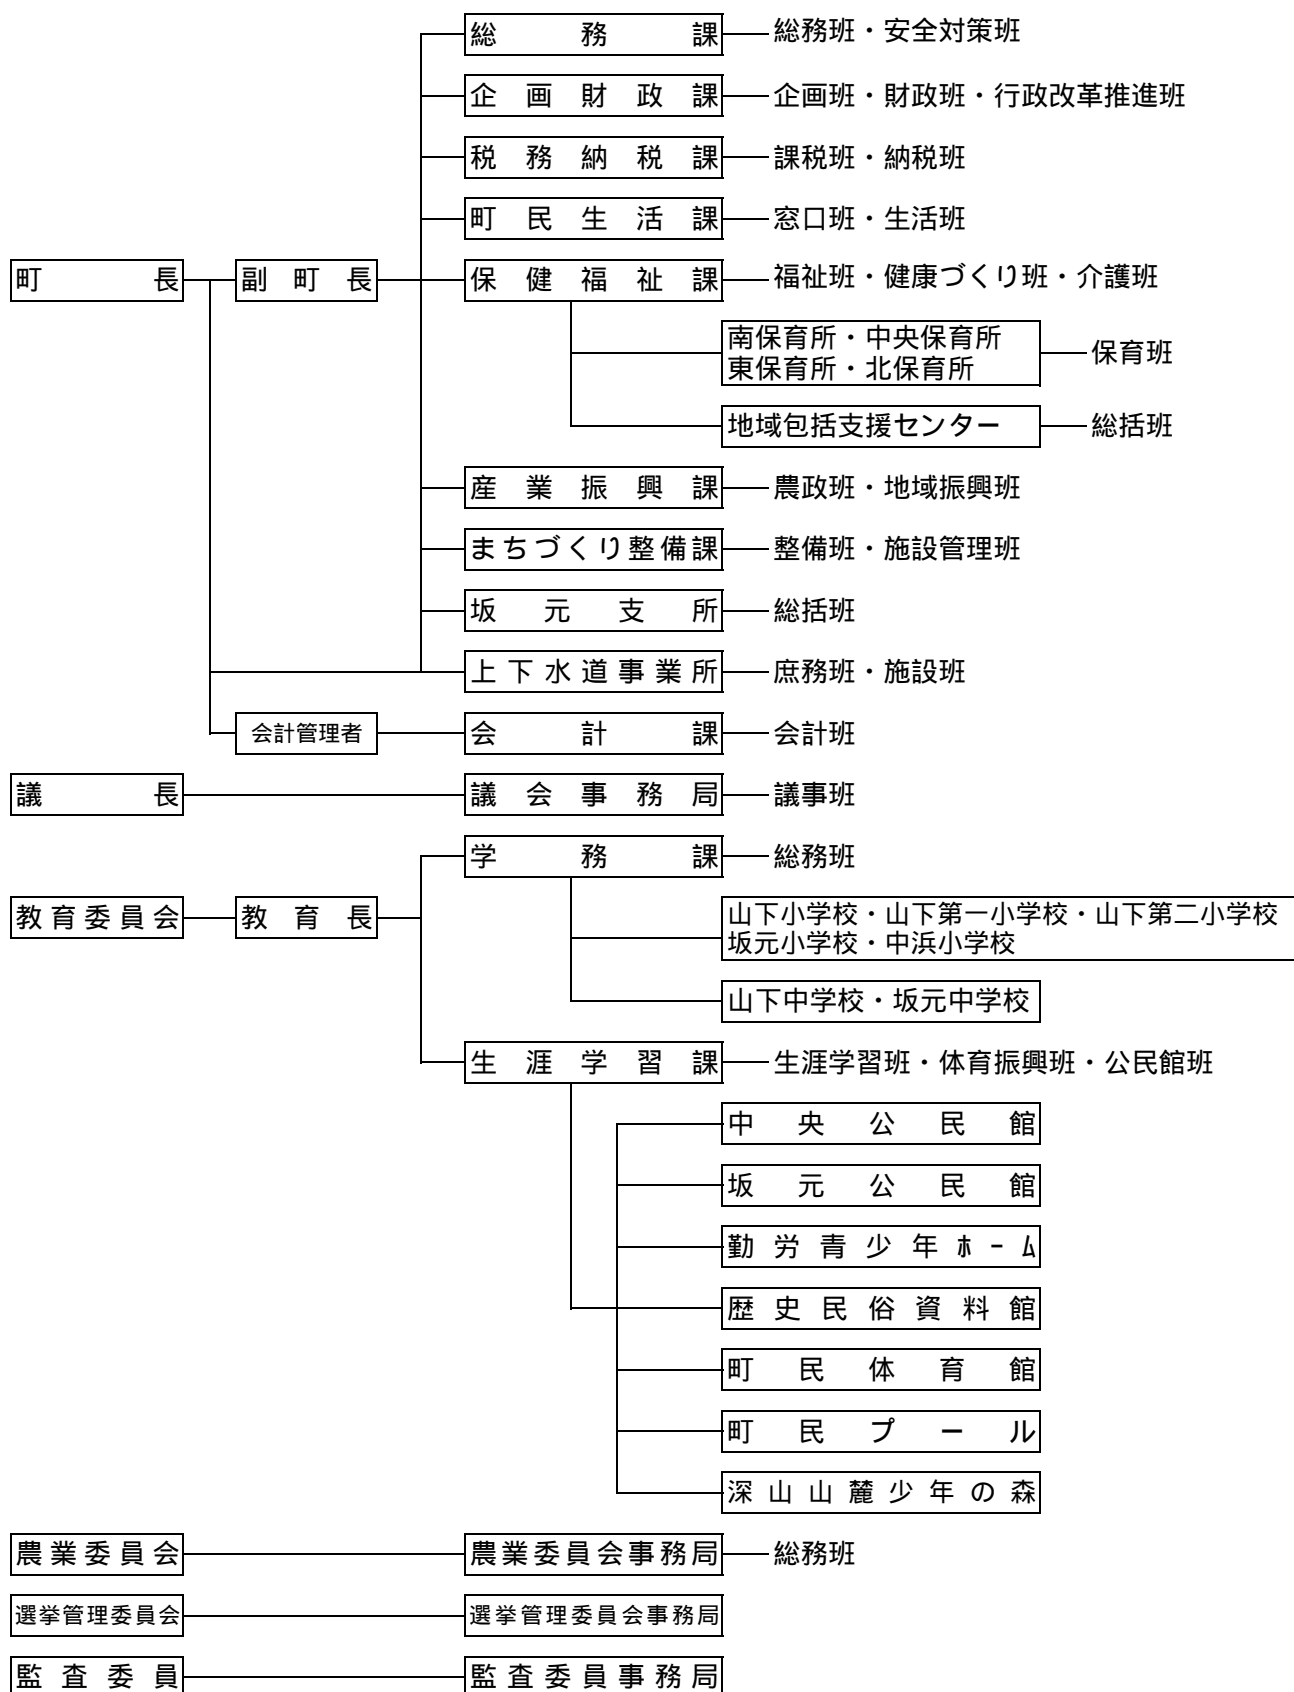 総務課 総務班・安全対策班
企画財政課 企画班・財政班・行政改革推進班
税務納税課 課税班・納税班
町民生活課 窓口班・生活班
町長 副町長 保健福祉課 福祉班・健康づくり班・介護班
南保育所・中央保育所
東保育所・北保育所
保育班
地域包括支援センター 総括班
産業振興課 農政班・地域振興班
まちづくり整備課 整備班・施設管理班
坂元支所 総括班
上下水道事業所 庶務班・施設班
会計管理者 会計課 会計班
議長 議会事務局 議事班
学務課 総務班
教育委員会 教育長
山下小学校・山下第一小学校・山下第二小学校
坂元小学校・中浜小学校
山下中学校・坂元中学校
生涯学習課 生涯学習班・体育振興班・公民館班
中央公民館
坂元公民館
勤労青少年ﾎｰﾑ
歴史民俗資料館
町民体育館
町民プール
深山山麓少年の森
農業委員会 農業委員会事務局 総務班
選挙管理委員会 選挙管理委員会事務局
監査委員 監査委員事務局